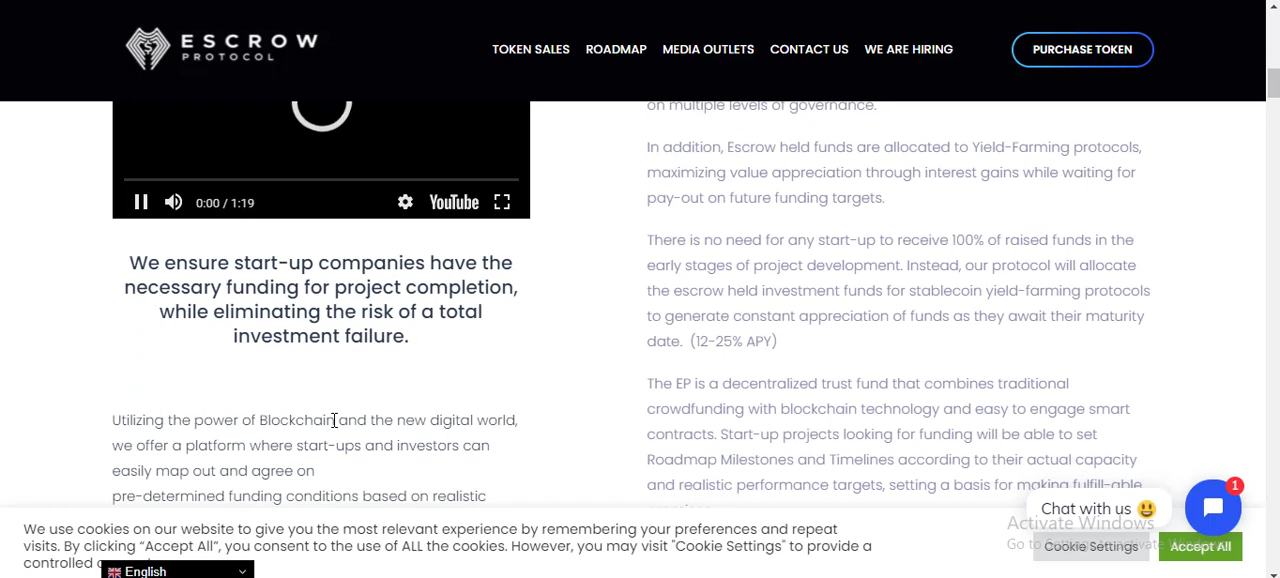 ESCROW
PROTOCOL
TOKEN SALES
ROADMAP
MEDIA OUTLETS
CONTACT US
WE ARE HIRING
PURCHASE TOKEN
0:00 / 1:19
YouTube
We ensure start-up companies have the
necessary funding for project completion,
while eliminating the risk of a total
investment failure.
Utilizing the power of Blockchain and the new digital world,
we offer a platform where start-ups and investors can
easily map out and agree on
pre-determined funding conditions based on realistic
on multiple levels of governance.
In addition, Escrow held funds are allocated to Yield-Farming protocols,
maximizing value appreciation through interest gains while waiting for
pay-out on future funding targets.
There is no need for any start-up to receive 100% of raised funds in the
early stages of project development. Instead, our protocol will allocate
the escrow held investment funds for stablecoin yield-farming protocols
to generate constant appreciation of funds as they await their maturity
date. (12-25% APY)
The EP is a decentralized trust fund that combines traditional
crowdfunding with blockchain technology and easy to engage smart
contracts. Start-up projects looking for funding will be able to set
Roadmap Milestones and Timelines according to their actual capacity
and realistic performance targets, setting a basis for making fulfill-able
Chat with us 😃
1
Activate Windows
Go to Settings to activate Windows.
We use cookies on our website to give you the most relevant experience by remembering your preferences and repeat
visits. By clicking “Accept All”, you consent to the use of ALL the cookies. However, you may visit "Cookie Settings" to provide a
controlled
Cookie Settings
Accept All
English